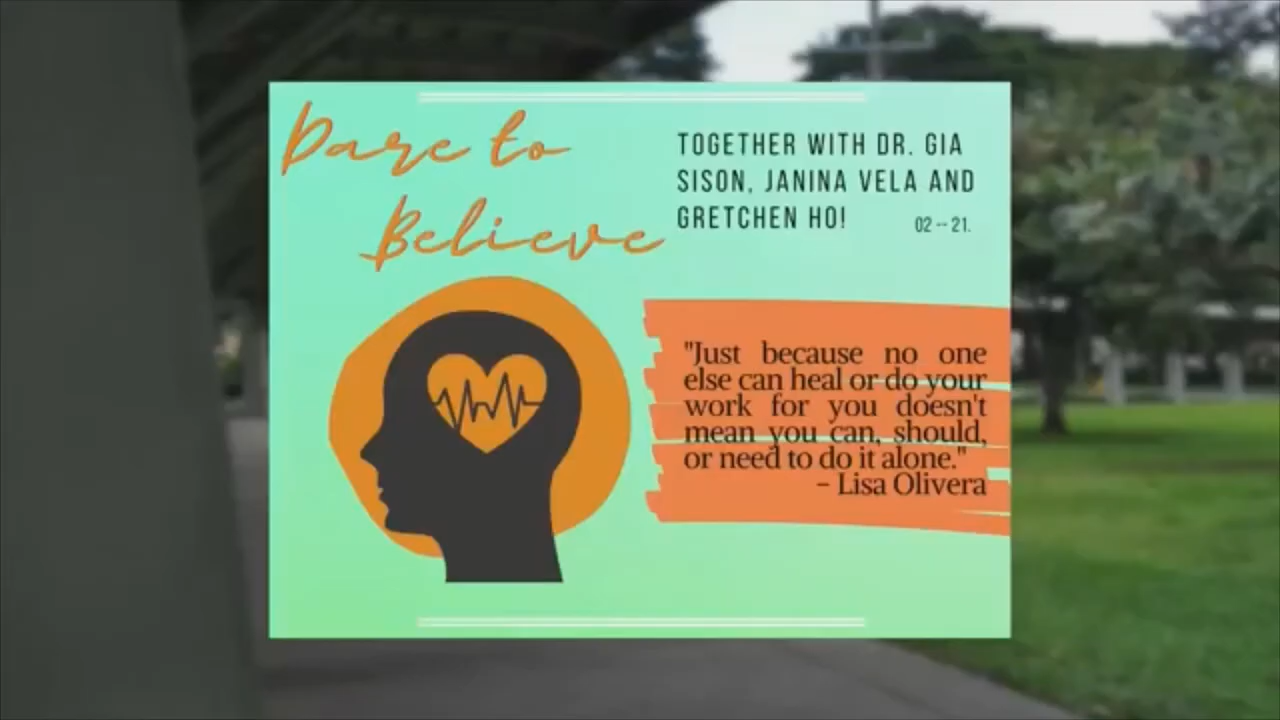 Dare to
Believe
TOGETHER WITH DR. GIA
SISON, JANINA VELA AND
GRETCHEN HO!
02 -- 21.
"Just because no one
else can heal or do your
work for you doesn't
mean you can, should,
or need to do it alone."
– Lisa Olivera